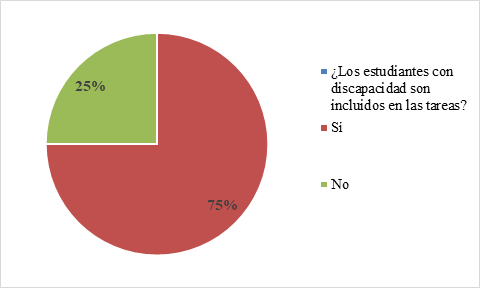 25%
75%
¿Los estudiantes con
discapacidad son
incluidos en las tareas?
Si
No